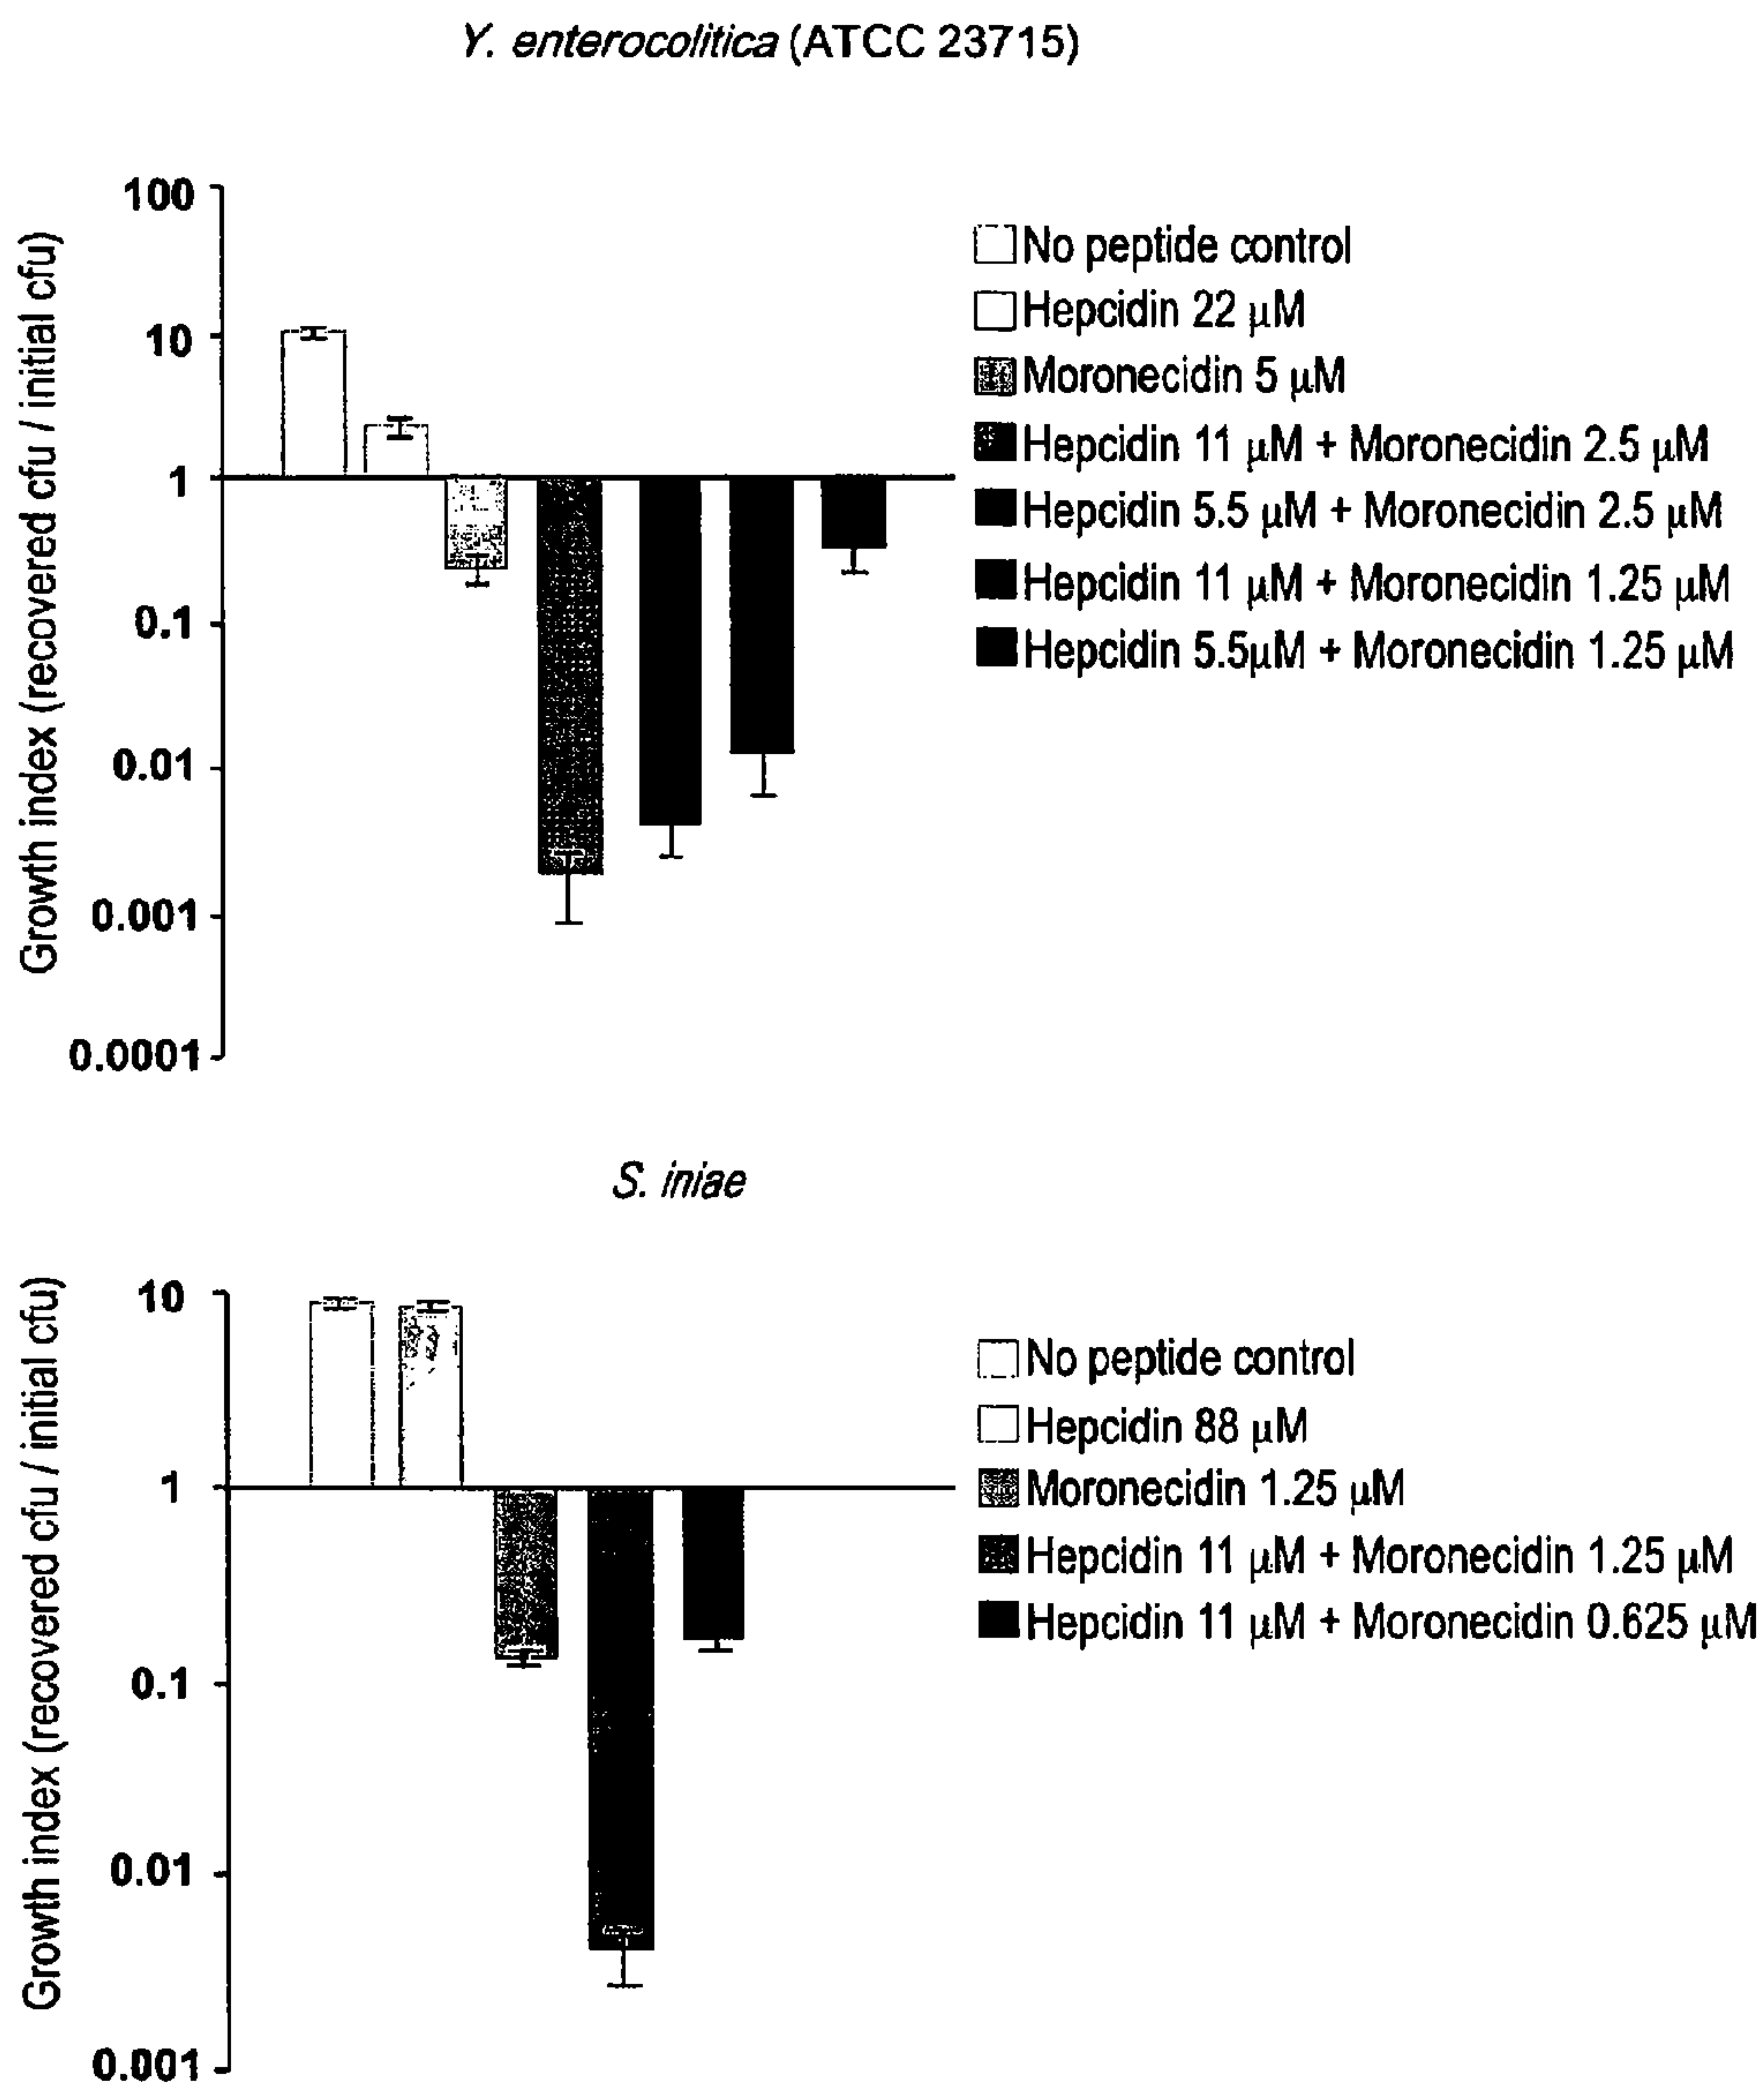 Y. enterocolitica (ATCC 23715)
Growth index (recovered cfu / initial cfu)
100
10
1
0.1
0.01
0.001
0.0001
No peptide control
Hepcidin 22 µM
Moronecidin 5 µM
Hepcidin 11 µM + Moronecidin 2.5 µM
Hepcidin 5.5 µM + Moronecidin 2.5 µM
Hepcidin 11 µM + Moronecidin 1.25 µM
Hepcidin 5.5µM + Moronecidin 1.25 µM
S. iniae
Growth index (recovered cfu / initial cfu)
10
1
0.1
0.01
0.001
No peptide control
Hepcidin 88 µM
Moronecidin 1.25 µM
Hepcidin 11 µM + Moronecidin 1.25 µM
Hepcidin 11 µM + Moronecidin 0.625 µM